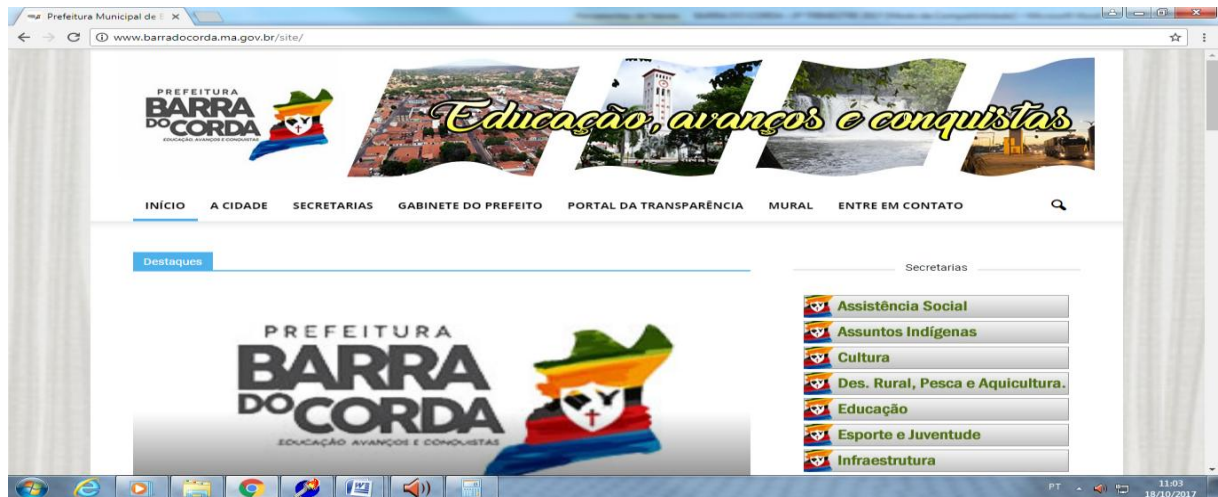 Prefeitura Municipal de
www.barradocorda.ma.gov.br/site/
PREFEITURA
BARRA
DO CORDA
EDUCAÇÃO AVANÇOS E CONQUISTAS
Educação, avanços e conquistas
INÍCIO A CIDADE SECRETARIAS GABINETE DO PREFEITO PORTAL DA TRANSPARÊNCIA MURAL ENTRE EM CONTATO
Destaques
PREFEITURA
BARRA
DO CORDA
EDUCAÇÃO AVANÇOS E CONQUISTAS
Secretarias
Assistência Social
Assuntos Indígenas
Cultura
Des. Rural, Pesca e Aquicultura.
Educação
Esporte e Juventude
Infraestrutura
PT
11:03
18/10/2017